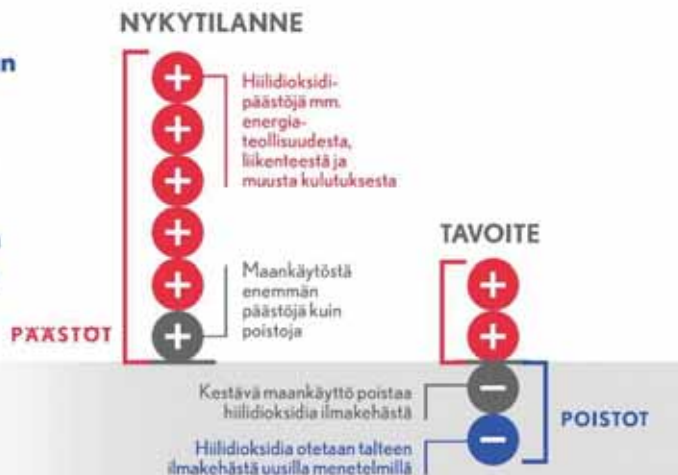 NYKYTILANNE
n
+
Hiilidioksidi-
päästöjä mm.
energia-
teollisuudesta,
liikenteestä ja
muusta kulutuksesta
+
+
+
+
Maankäytöstä
enemmän
päästöjä kuin
poistoja
+
PÄÄSTÖT
TAVOITE
+
+
Kestävä maankäyttö poistaa
hiilidioksidia ilmakehästä
−
Hiilidioksidia otetaan talteen
ilmakehästä uusilla menetelmillä
−
POISTOT